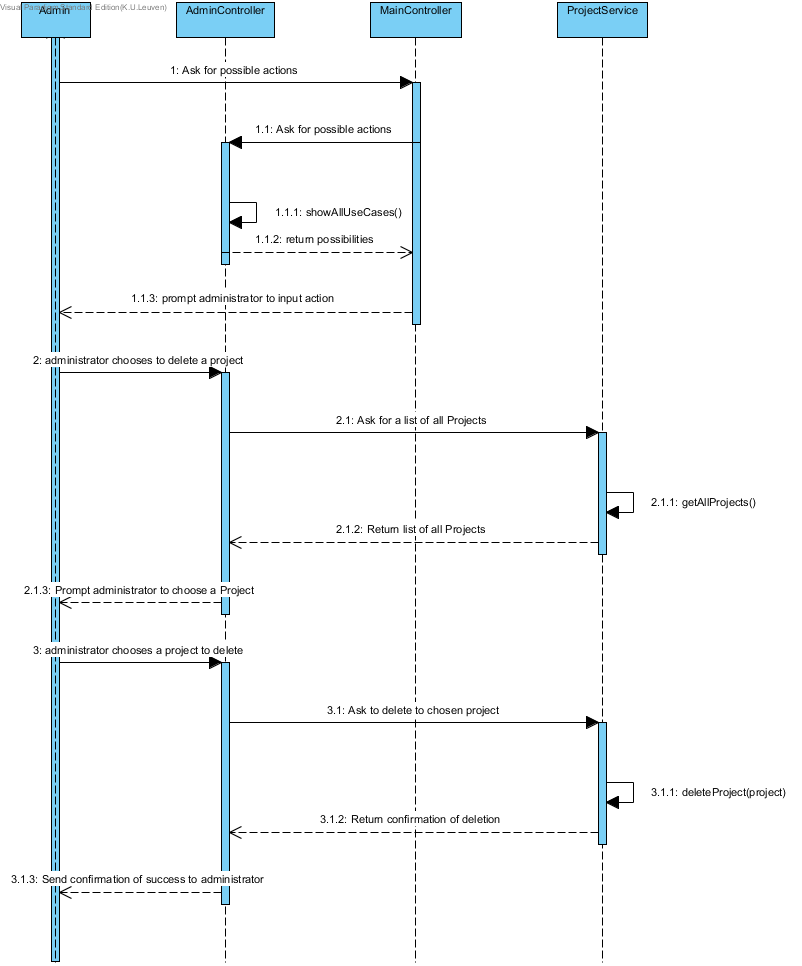 Visual Paradigm Standard Edition(K.U.Leuven)
Admin
AdminController
MainController
ProjectService
1: Ask for possible actions
1.1: Ask for possible actions
1.1.1: showAllUseCases()
1.1.2: return possibilities
1.1.3: prompt administrator to input action
2: administrator chooses to delete a project
2.1: Ask for a list of all Projects
2.1.1: getAllProjects()
2.1.2: Return list of all Projects
2.1.3: Prompt administrator to choose a Project
3: administrator chooses a project to delete
3.1: Ask to delete to chosen project
3.1.1: deleteProject(project)
3.1.2: Return confirmation of deletion
3.1.3: Send confirmation of success to administrator